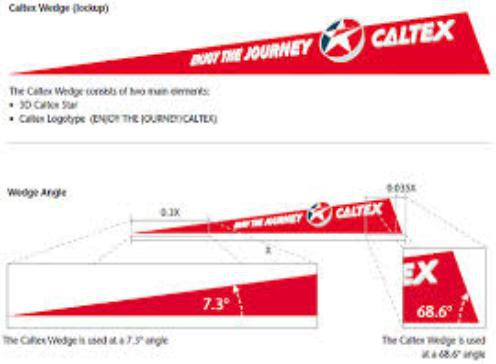 Caltex Wedge (lockup)
ENJOY THE JOURNEY CALTEX
The Caltex Wedge consists of two main elements:
• 3D Caltex Star
• Caltex Logotype (ENJOY THE JOURNEY/CALTEX)
Wedge Angle
0.035X
0.3X
ENJOY THE JOURNEY CALTEX
X
EX
7.3°
68.6°
The Caltex Wedge is used at a 7.3° angle
The Caltex Wedge is used
at a 68.6° angle